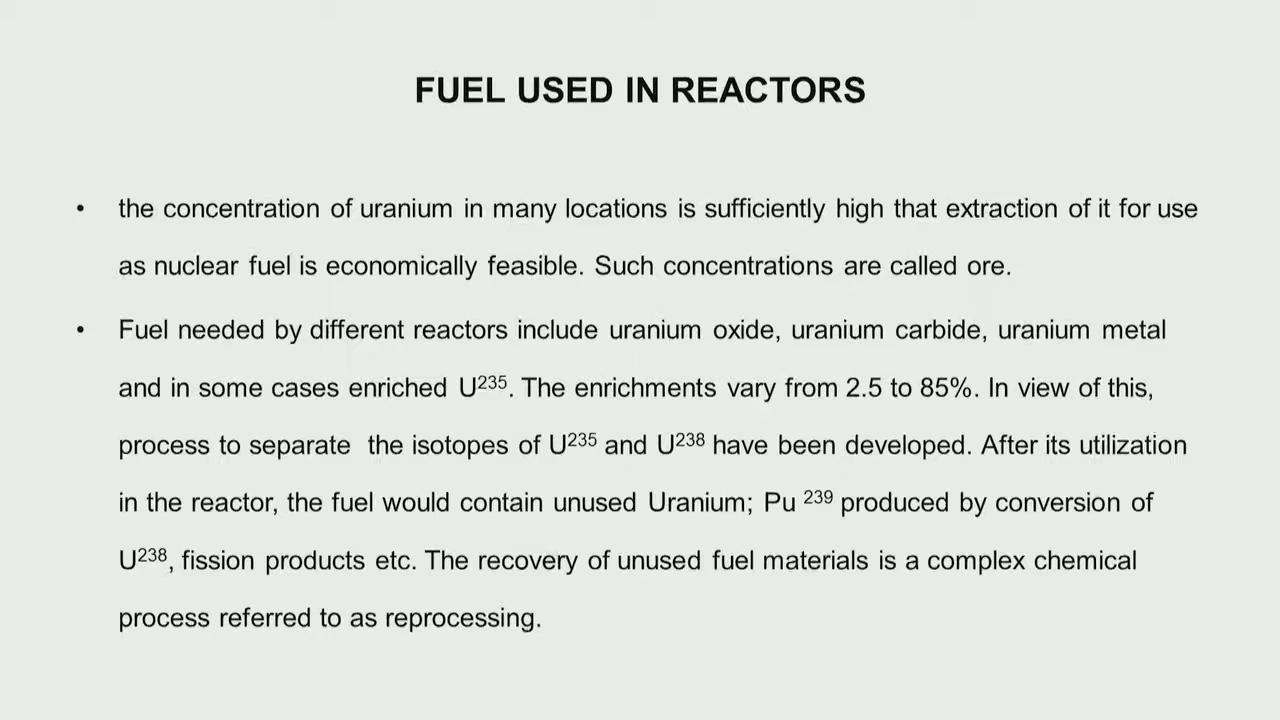 FUEL USED IN REACTORS
• the concentration of uranium in many locations is sufficiently high that extraction of it for use
as nuclear fuel is economically feasible. Such concentrations are called ore.
• Fuel needed by different reactors include uranium oxide, uranium carbide, uranium metal
and in some cases enriched U²³⁵. The enrichments vary from 2.5 to 85%. In view of this,
process to separate the isotopes of U²³⁵ and U²³⁸ have been developed. After its utilization
in the reactor, the fuel would contain unused Uranium; Pu ²³⁹ produced by conversion of
U²³⁸, fission products etc. The recovery of unused fuel materials is a complex chemical
process referred to as reprocessing.